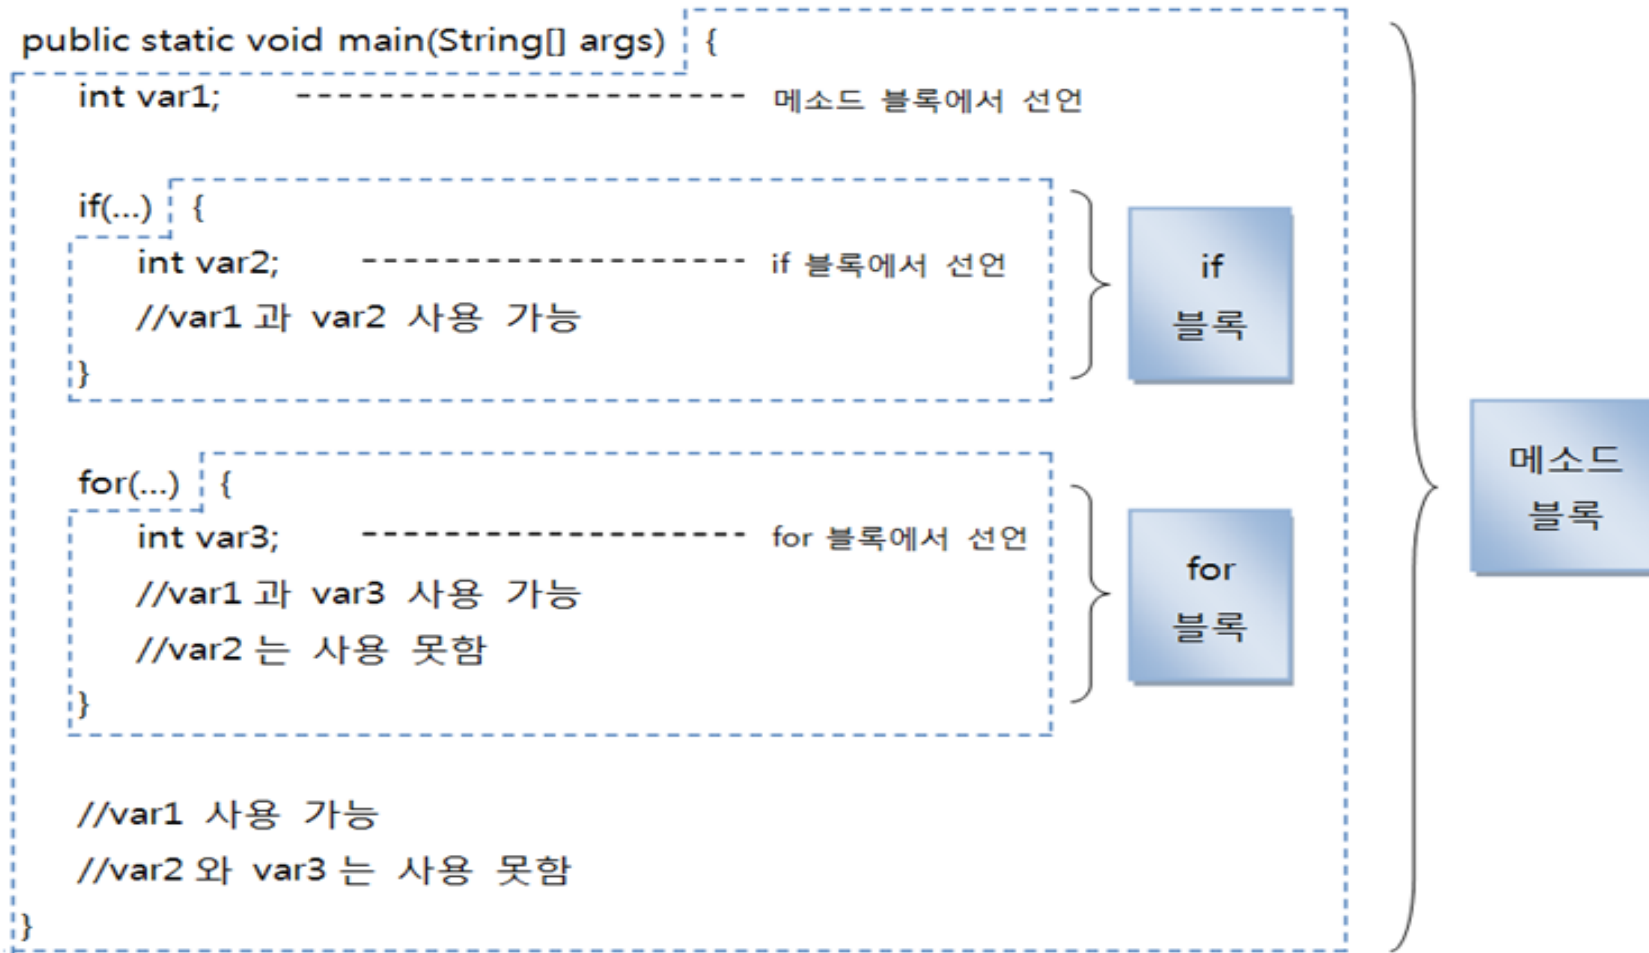 public static void main(String[] args) {
int var1; 메소드 블록에서 선언
if(...) {
int var2; if 블록에서 선언
//var1 과 var2 사용 가능
}
if
블록
for(...) {
int var3; for 블록에서 선언
//var1 과 var3 사용 가능
//var2 는 사용 못함
}
for
블록
//var1 사용 가능
//var2 와 var3 는 사용 못함
}
메소드
블록